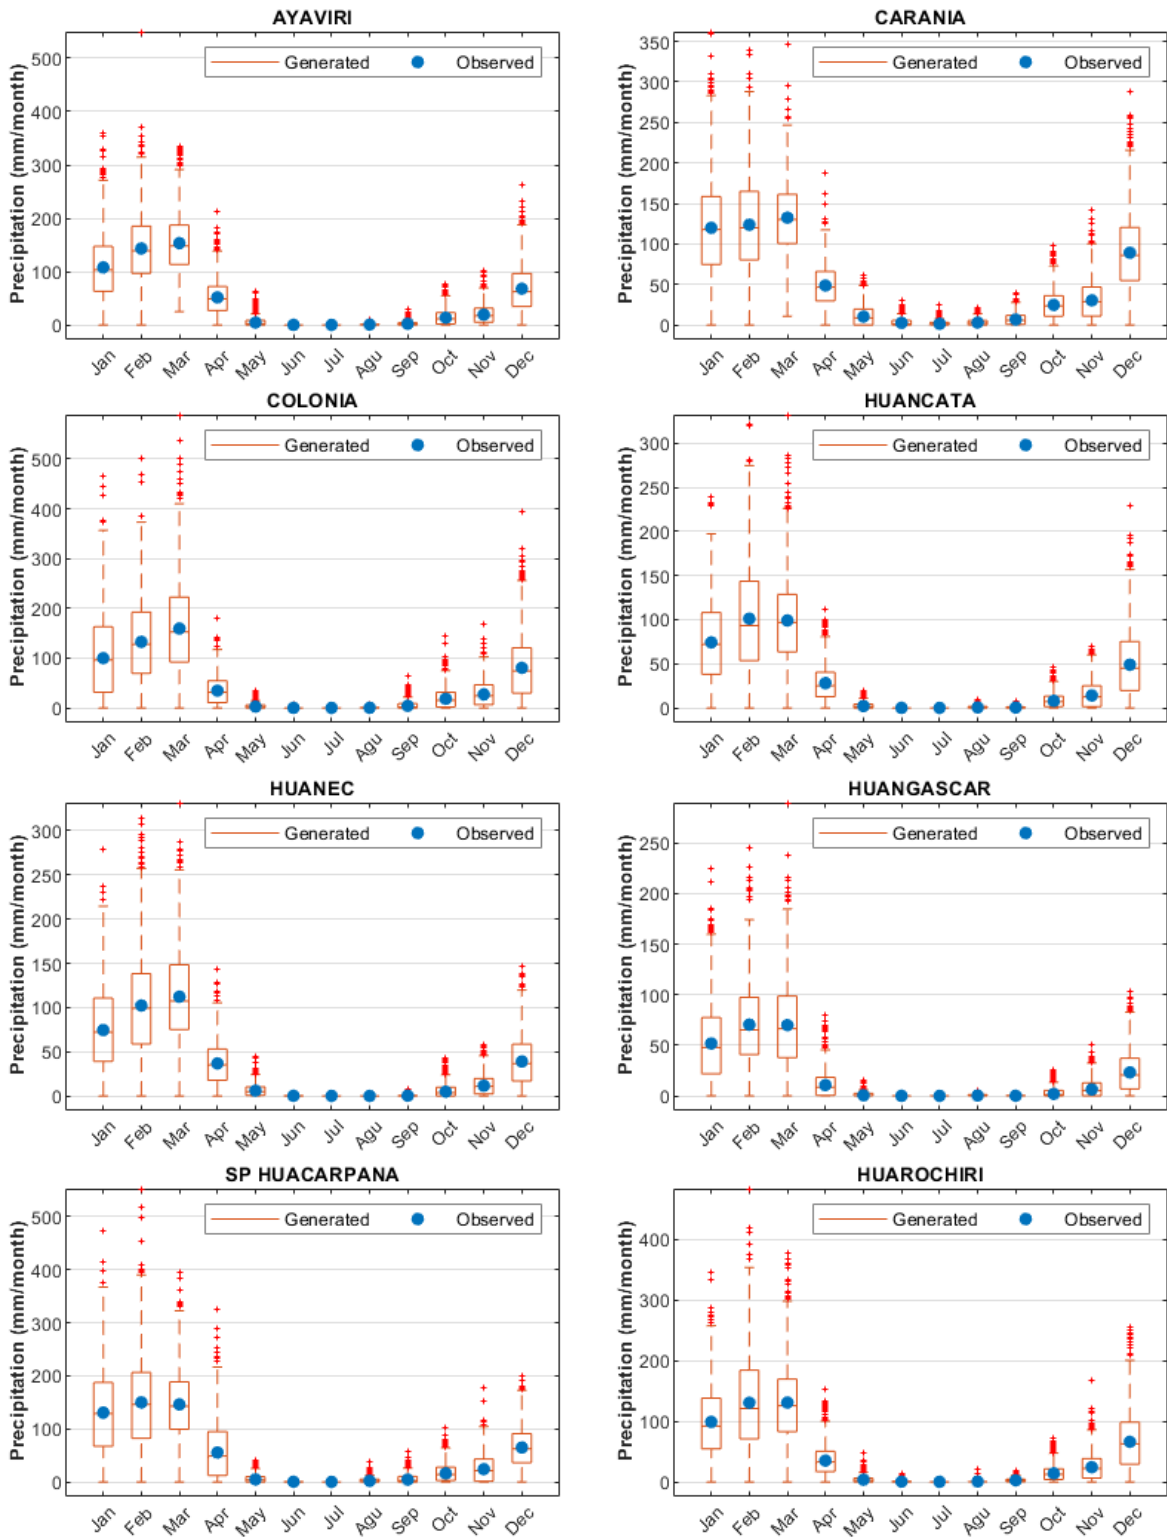 AYAVIRI
Precipitation (mm/month)
500
400
300
200
100
0
Generated Observed
Jan Feb Mar Apr May Jun Jul Agu Sep Oct Nov Dec
CARANIA
Precipitation (mm/month)
350
300
250
200
150
100
50
0
Generated Observed
Jan Feb Mar Apr May Jun Jul Agu Sep Oct Nov Dec
COLONIA
Precipitation (mm/month)
500
400
300
200
100
0
Generated Observed
Jan Feb Mar Apr May Jun Jul Agu Sep Oct Nov Dec
HUANCATA
Precipitation (mm/month)
300
250
200
150
100
50
0
Generated Observed
Jan Feb Mar Apr May Jun Jul Agu Sep Oct Nov Dec
HUANEC
Precipitation (mm/month)
300
250
200
150
100
50
0
Generated Observed
Jan Feb Mar Apr May Jun Jul Agu Sep Oct Nov Dec
HUANGASCAR
Precipitation (mm/month)
250
200
150
100
50
0
Generated Observed
Jan Feb Mar Apr May Jun Jul Agu Sep Oct Nov Dec
SP HUACARPANA
Precipitation (mm/month)
500
400
300
200
100
0
Generated Observed
Jan Feb Mar Apr May Jun Jul Agu Sep Oct Nov Dec
HUAROCHIRI
Precipitation (mm/month)
400
300
200
100
0
Generated Observed
Jan Feb Mar Apr May Jun Jul Agu Sep Oct Nov Dec